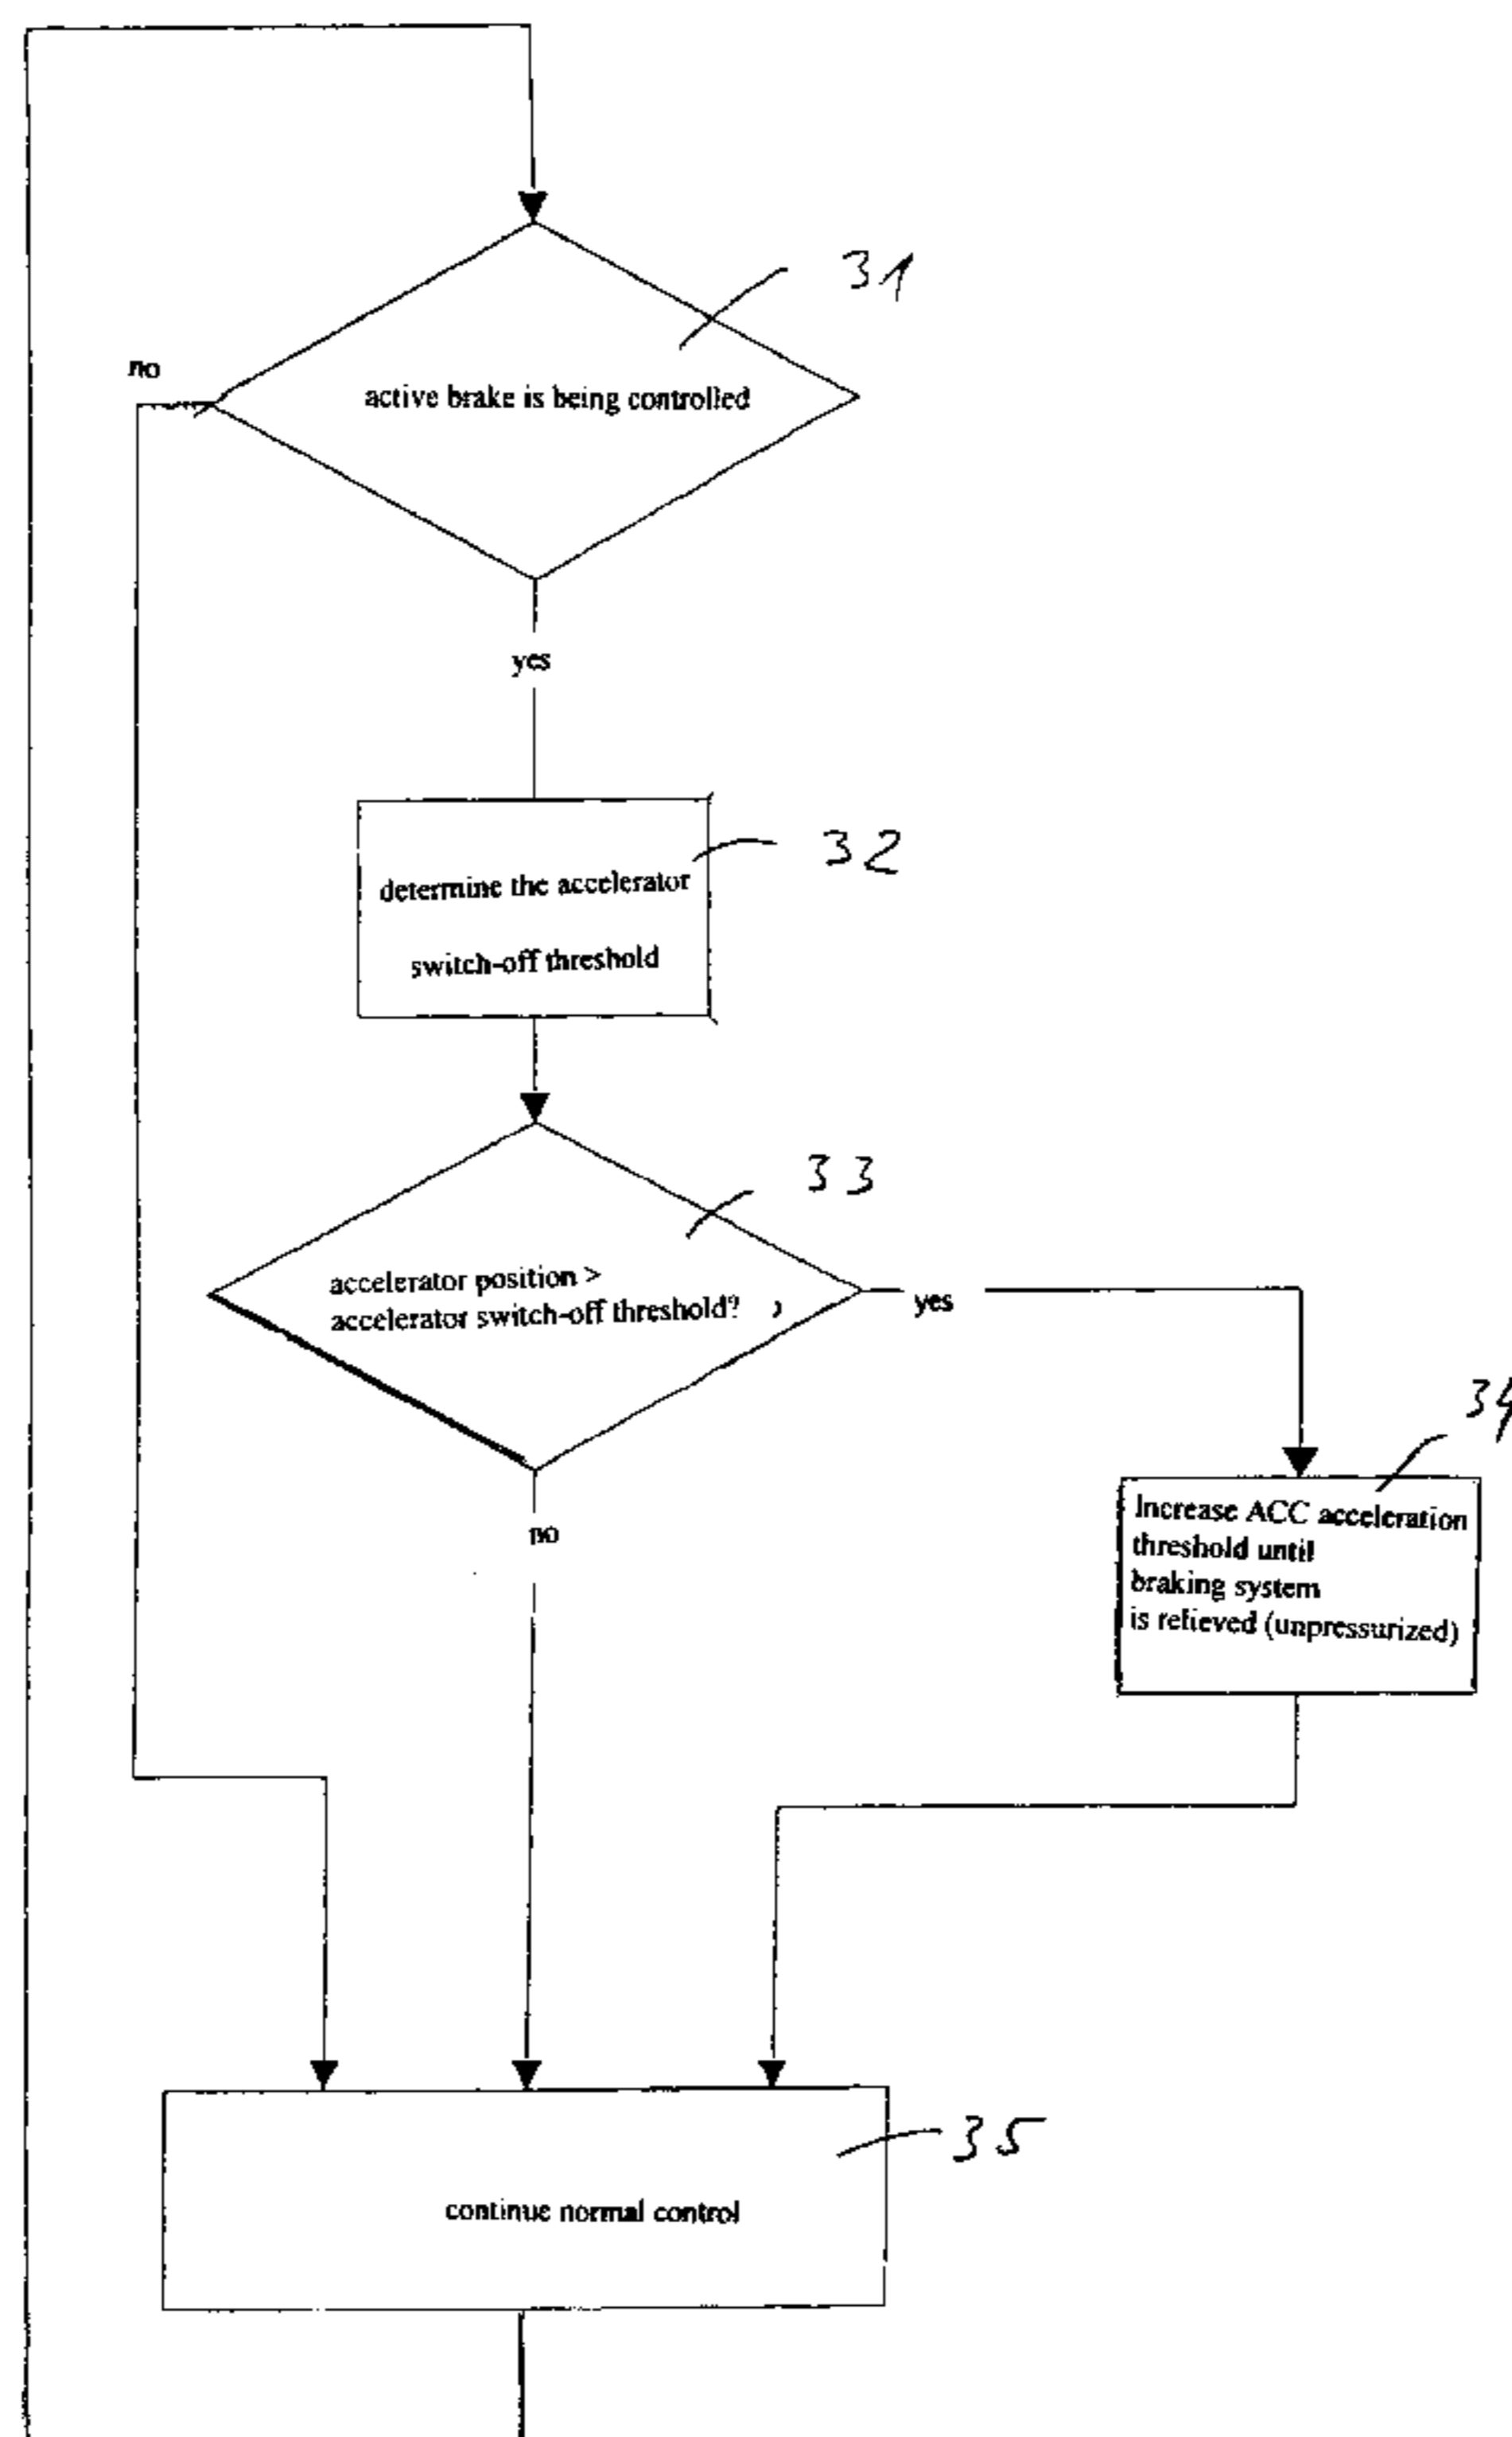 31
no
active brake is being controlled
yes
32
determine the accelerator
switch-off threshold
33
accelerator position >
accelerator switch-off threshold?
yes
34
no
Increase ACC acceleration
threshold until
braking system
is relieved (unpressurized)
35
continue normal control